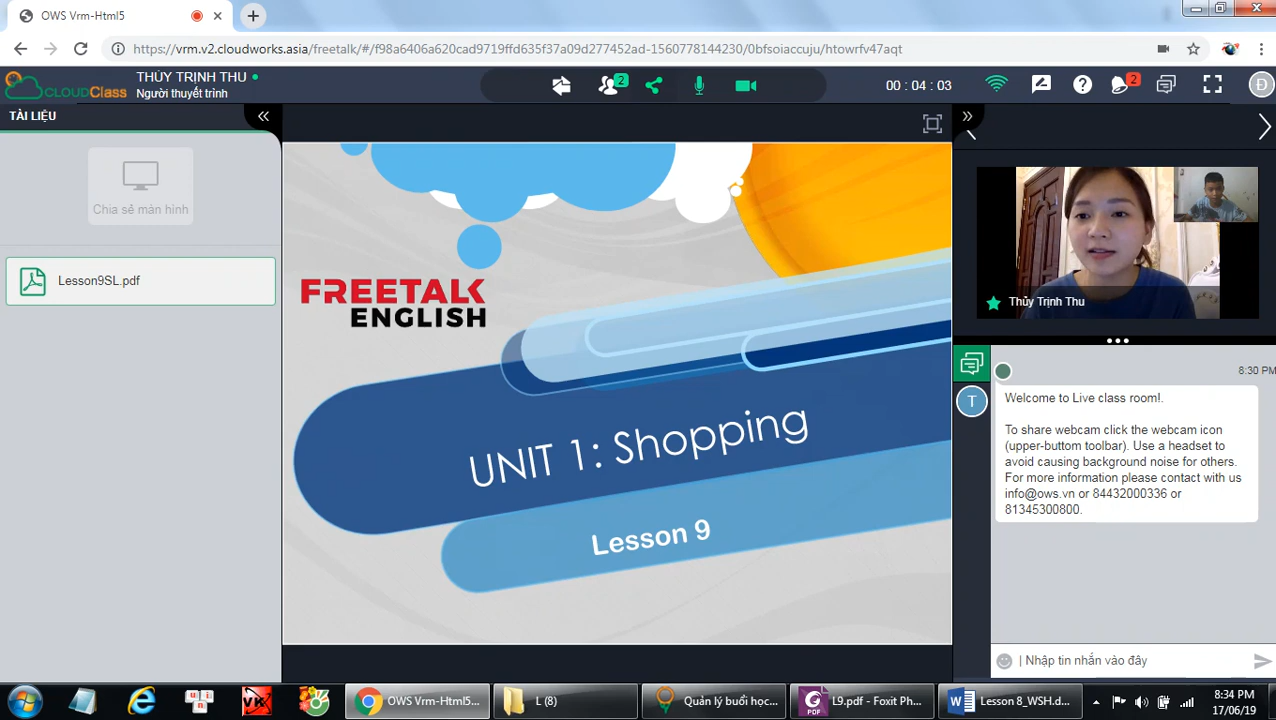 OWS Vrm-Html5
https://vrm.v2.cloudworks.asia/freetalk/#/f98a6406a620cad9719ffd635f37a09d277452ad-1560778144230/0bfsoiaccuju/htowrfv47aqt
CLOUDClass
THỦY TRỊNH THU
Người thuyết trình
2
00 : 04 : 03
2
Đ
TÀI LIỆU
Chia sẻ màn hình
Lesson9SL.pdf
FREETALK
ENGLISH
UNIT 1: Shopping
Lesson 9
Thủy Trịnh Thu
8:30 PM
T
Welcome to Live class room!.
To share webcam click the webcam icon
(upper-buttom toolbar). Use a headset to
avoid causing background noise for others.
For more information please contact with us
info@ows.vn or 84432000336 or
81345300800.
Nhập tin nhắn vào đây
OWS Vrm-Html5...
L (8)
Quản lý buổi học...
L9.pdf - Foxit Ph...
Lesson 8_WSH.d...
8:34 PM
17/06/19